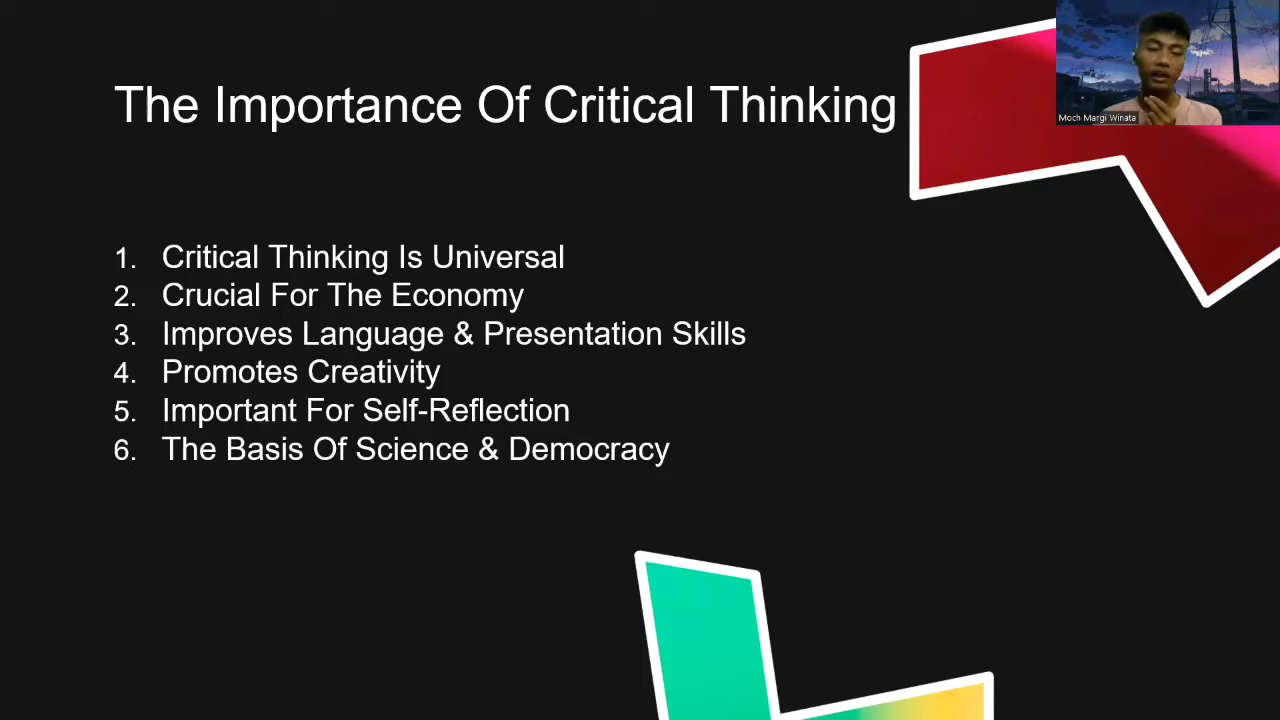 The Importance Of Critical Thinking
Moch Margi Winata
1. Critical Thinking Is Universal
2. Crucial For The Economy
3. Improves Language & Presentation Skills
4. Promotes Creativity
5. Important For Self-Reflection
6. The Basis Of Science & Democracy